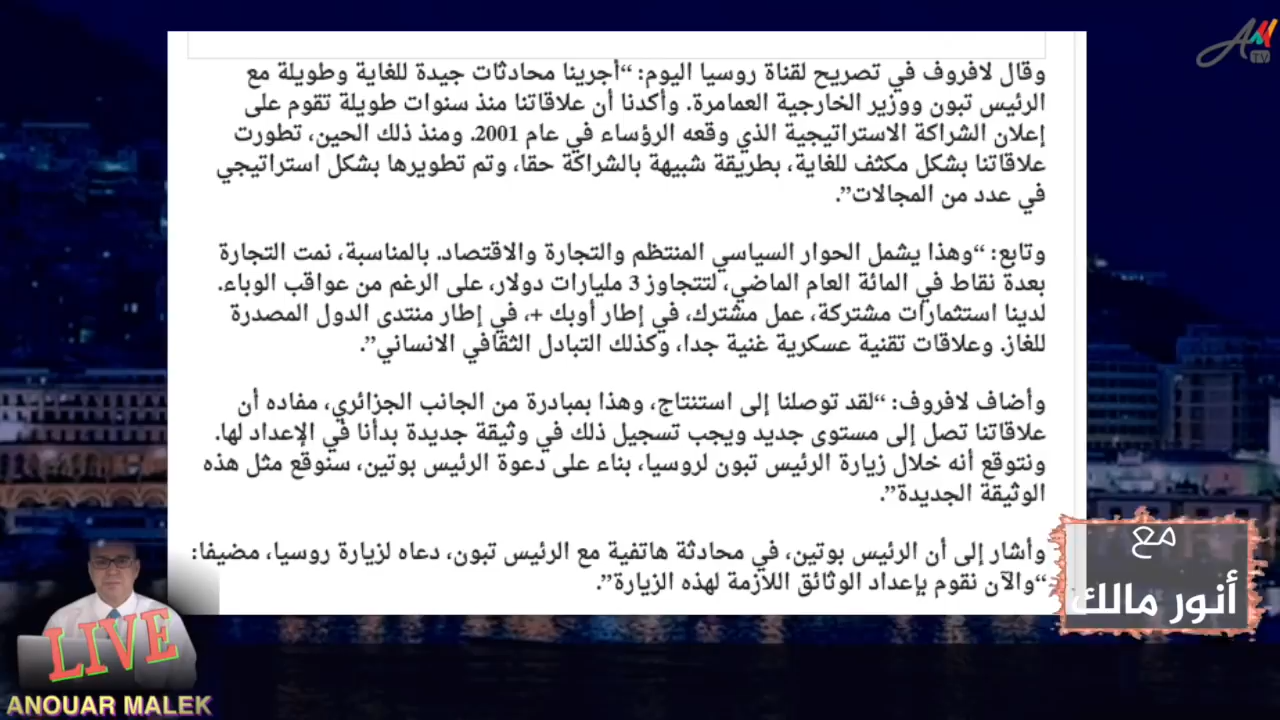 وقال لافروف في تصريح لقناة روسيا اليوم: “أجرينا محادثات جيدة للغاية وطويلة مع
الرئيس تبون ووزير الخارجية العمامرة. وأكدنا أن علاقاتنا منذ سنوات طويلة تقوم على
إعلان الشراكة الاستراتيجية الذي وقعه الرؤساء في عام 2001. ومنذ ذلك الحين، تطورت
علاقاتنا بشكل مكثف للغاية، بطريقة شبيهة بالشراكة حقا، وتم تطويرها بشكل استراتيجي
في عدد من المجالات”.
وتابع: “وهذا يشمل الحوار السياسي المنتظم والتجارة والاقتصاد. بالمناسبة، نمت التجارة
بعدة نقاط في المائة العام الماضي، لتتجاوز 3 مليارات دولار، على الرغم من عواقب الوباء.
لدينا استثمارات مشتركة، عمل مشترك، في إطار أوبك +، في إطار منتدى الدول المصدرة
للغاز. وعلاقات تقنية عسكرية غنية جدا، وكذلك التبادل الثقافي الانساني”.
وأضاف لافروف: “لقد توصلنا إلى استنتاج، وهذا بمبادرة من الجانب الجزائري، مفاده أن
علاقاتنا تصل إلى مستوى جديد ويجب تسجيل ذلك في وثيقة جديدة بدأنا في الإعداد لها.
ونتوقع أنه خلال زيارة الرئيس تبون لروسيا، بناء على دعوة الرئيس بوتين، سنوقع مثل هذه
الوثيقة الجديدة”.
وأشار إلى أن الرئيس بوتين، في محادثة هاتفية مع الرئيس تبون، دعاه لزيارة روسيا، مضيفا:
“والآن نقوم بإعداد الوثائق اللازمة لهذه الزيارة”.
مع
أنور مالك
LIVE
ANOUAR MALEK
TV